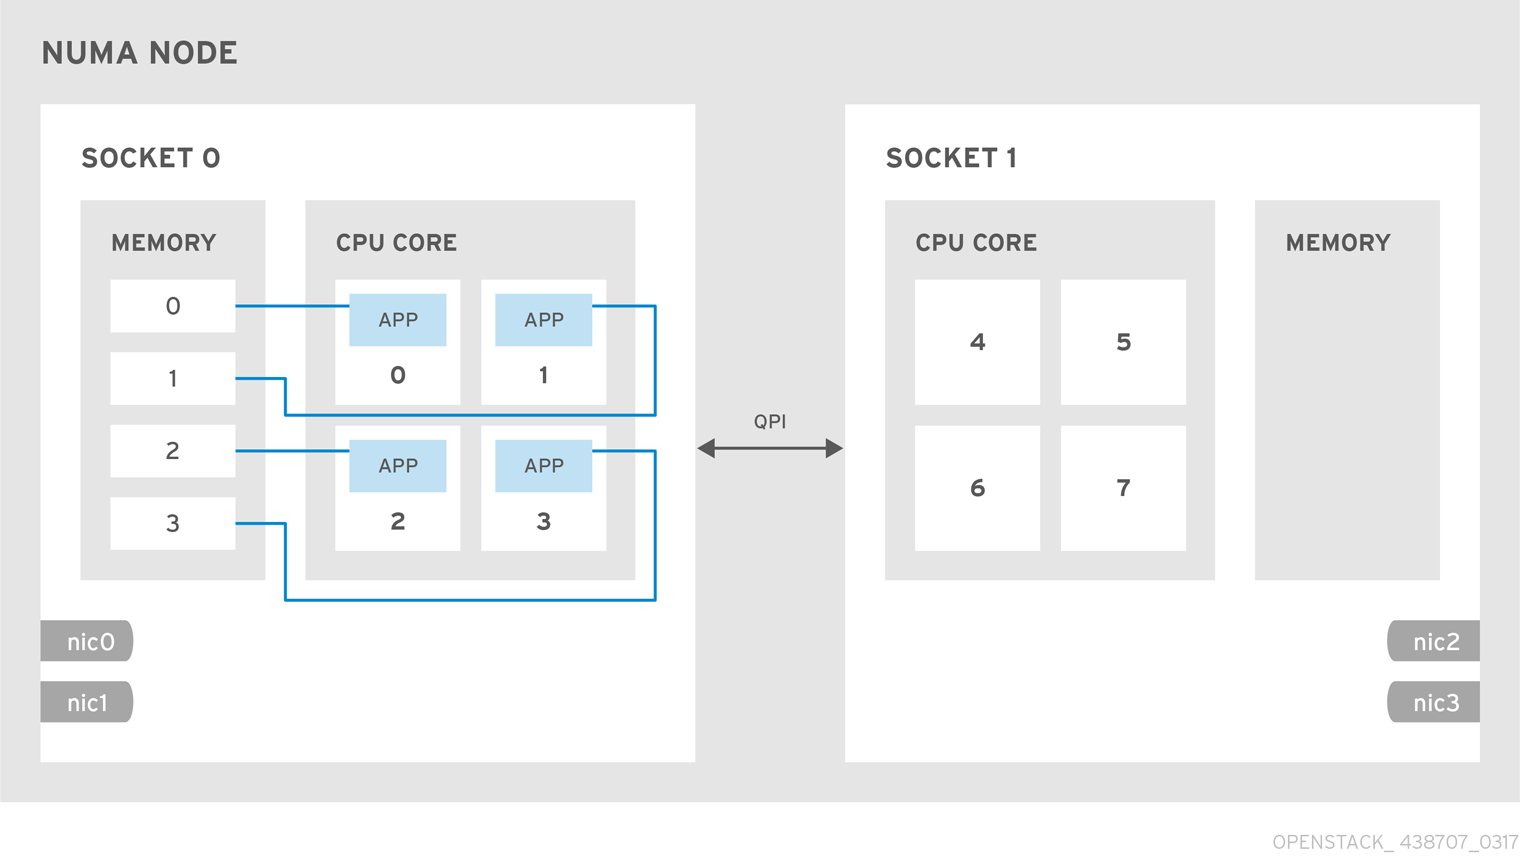 NUMA NODE
SOCKET 0
MEMORY
0
1
2
3
CPU CORE
APP
0
APP
1
APP
2
APP
3
nic0
nic1
QPI
SOCKET 1
CPU CORE
4
5
6
7
MEMORY
nic2
nic3
OPENSTACK_ 438707_0317